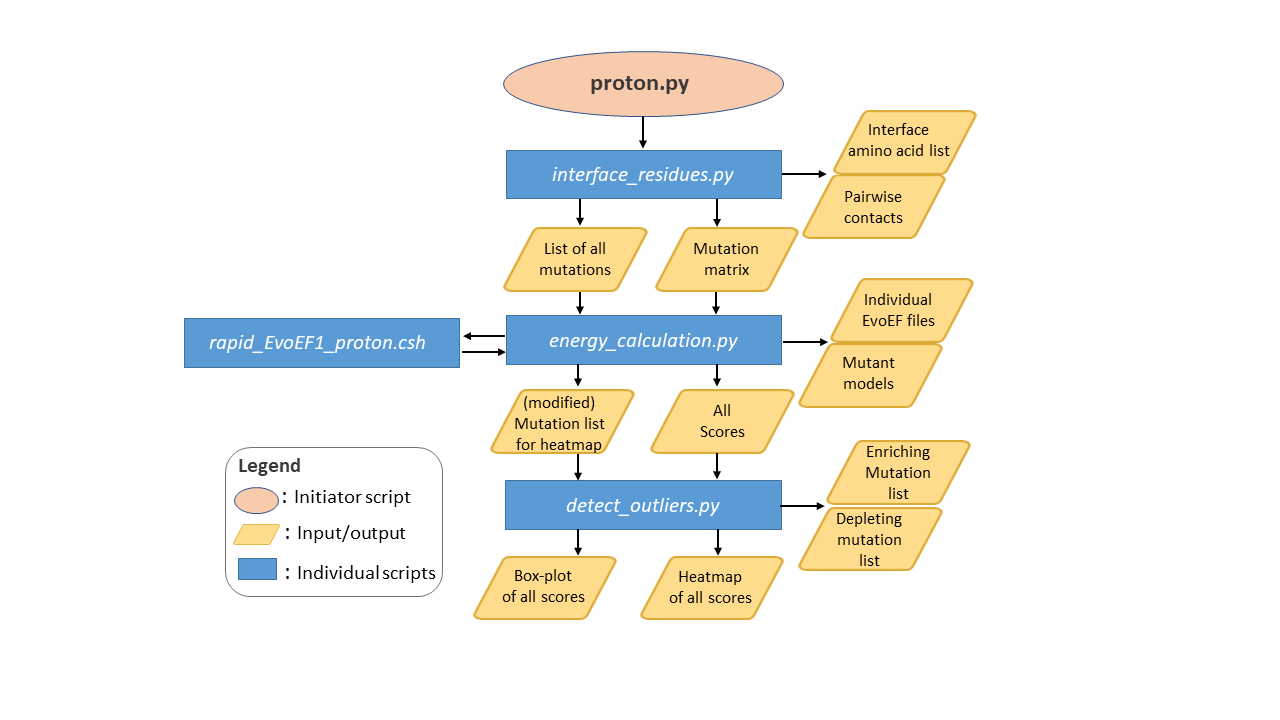 proton.py
interface_residues.py
Interface
amino acid list
Pairwise
contacts
List of all
mutations
Mutation
matrix
rapid_EvoEF1_proton.csh
energy_calculation.py
Individual
EvoEF files
Mutant
models
(modified)
Mutation list
for heatmap
All
Scores
detect_outliers.py
Enriching
Mutation
list
Depleting
mutation
list
Box-plot
of all scores
Heatmap
of all scores
Legend
: Initiator script
: Input/output
: Individual scripts